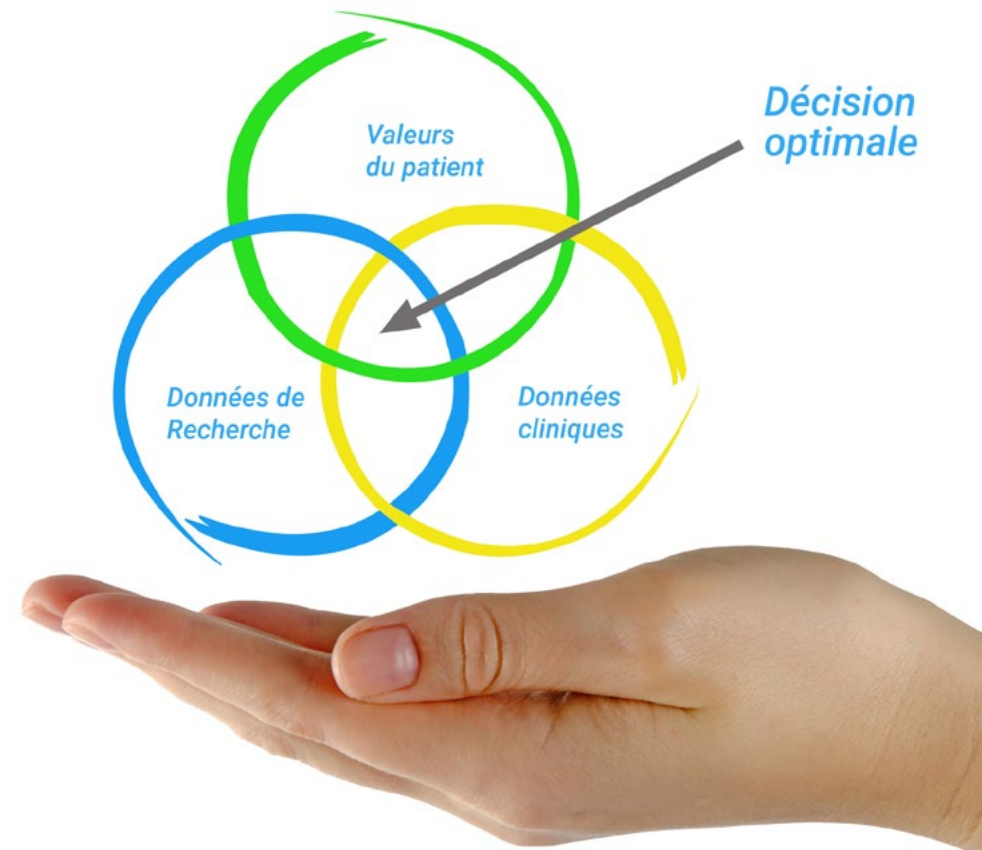 Décision
optimale
Valeurs
du patient
Données de
Recherche
Données
cliniques